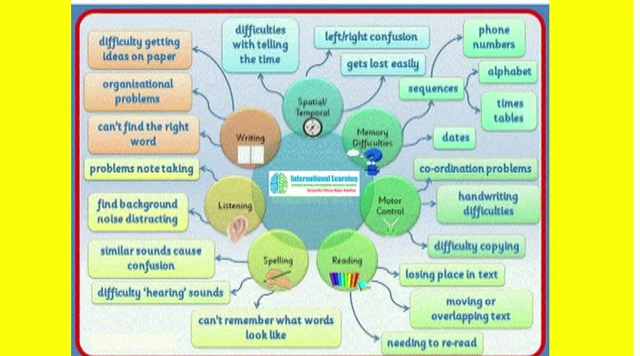 difficulty getting
ideas on paper
organisational
problems
can't find the right
word
Writing
difficulties
with telling
the time
left/right confusion
gets lost easily
Spatial/
Temporal
phone
numbers
alphabet
times
tables
sequences
dates
Memory
Difficulties
co-ordination problems
handwriting
difficulties
difficulty copying
Motor
Control
International Learning
problems note taking
find background
noise distracting
Listening
similar sounds cause
confusion
difficulty 'hearing' sounds
can't remember what words
look like
Spelling
Reading
losing place in text
moving or
overlapping text
needing to re-read